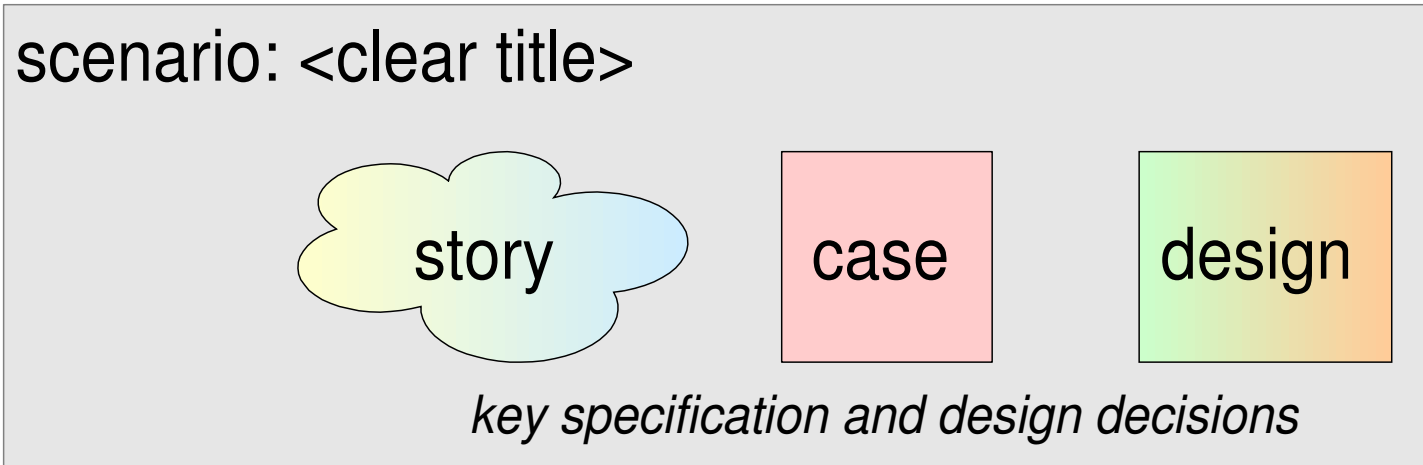 scenario: <clear title>
story case design
key specification and design decisions